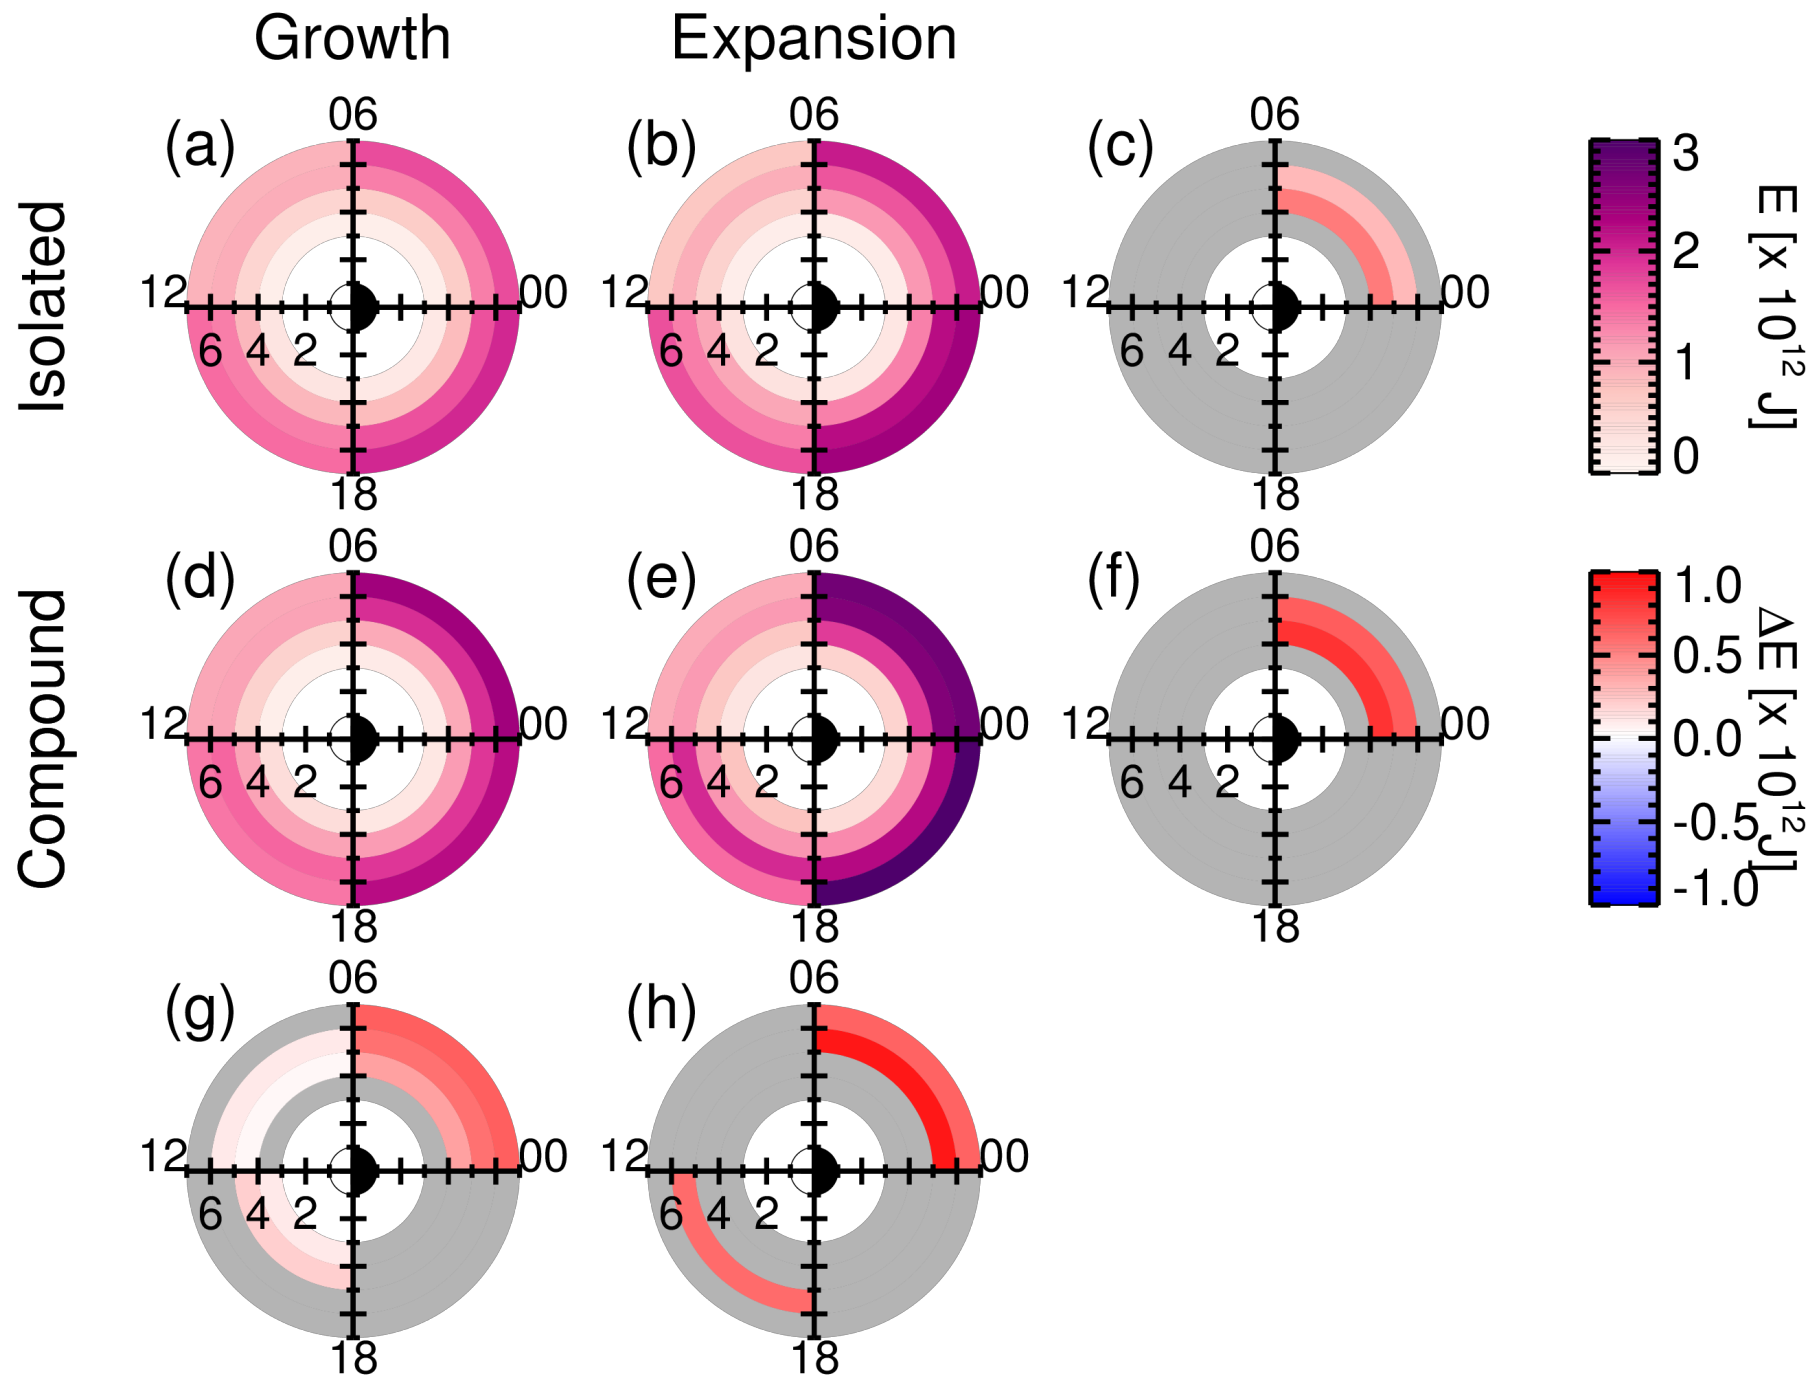 Growth Expansion
Isolated
(a) 06 12 00 6 4 2 18
(b) 06 12 00 6 4 2 18
(c) 06 12 00 6 4 2 18
3 2 1 0
E [x 10¹² J]
Compound
(d) 06 12 00 6 4 2 18
(e) 06 12 00 6 4 2 18
(f) 06 12 00 6 4 2 18
1.0 0.5 0.0 -0.5 -1.0
ΔE [x 10¹² J]
(g) 06 12 00 6 4 2 18
(h) 06 12 00 6 4 2 18